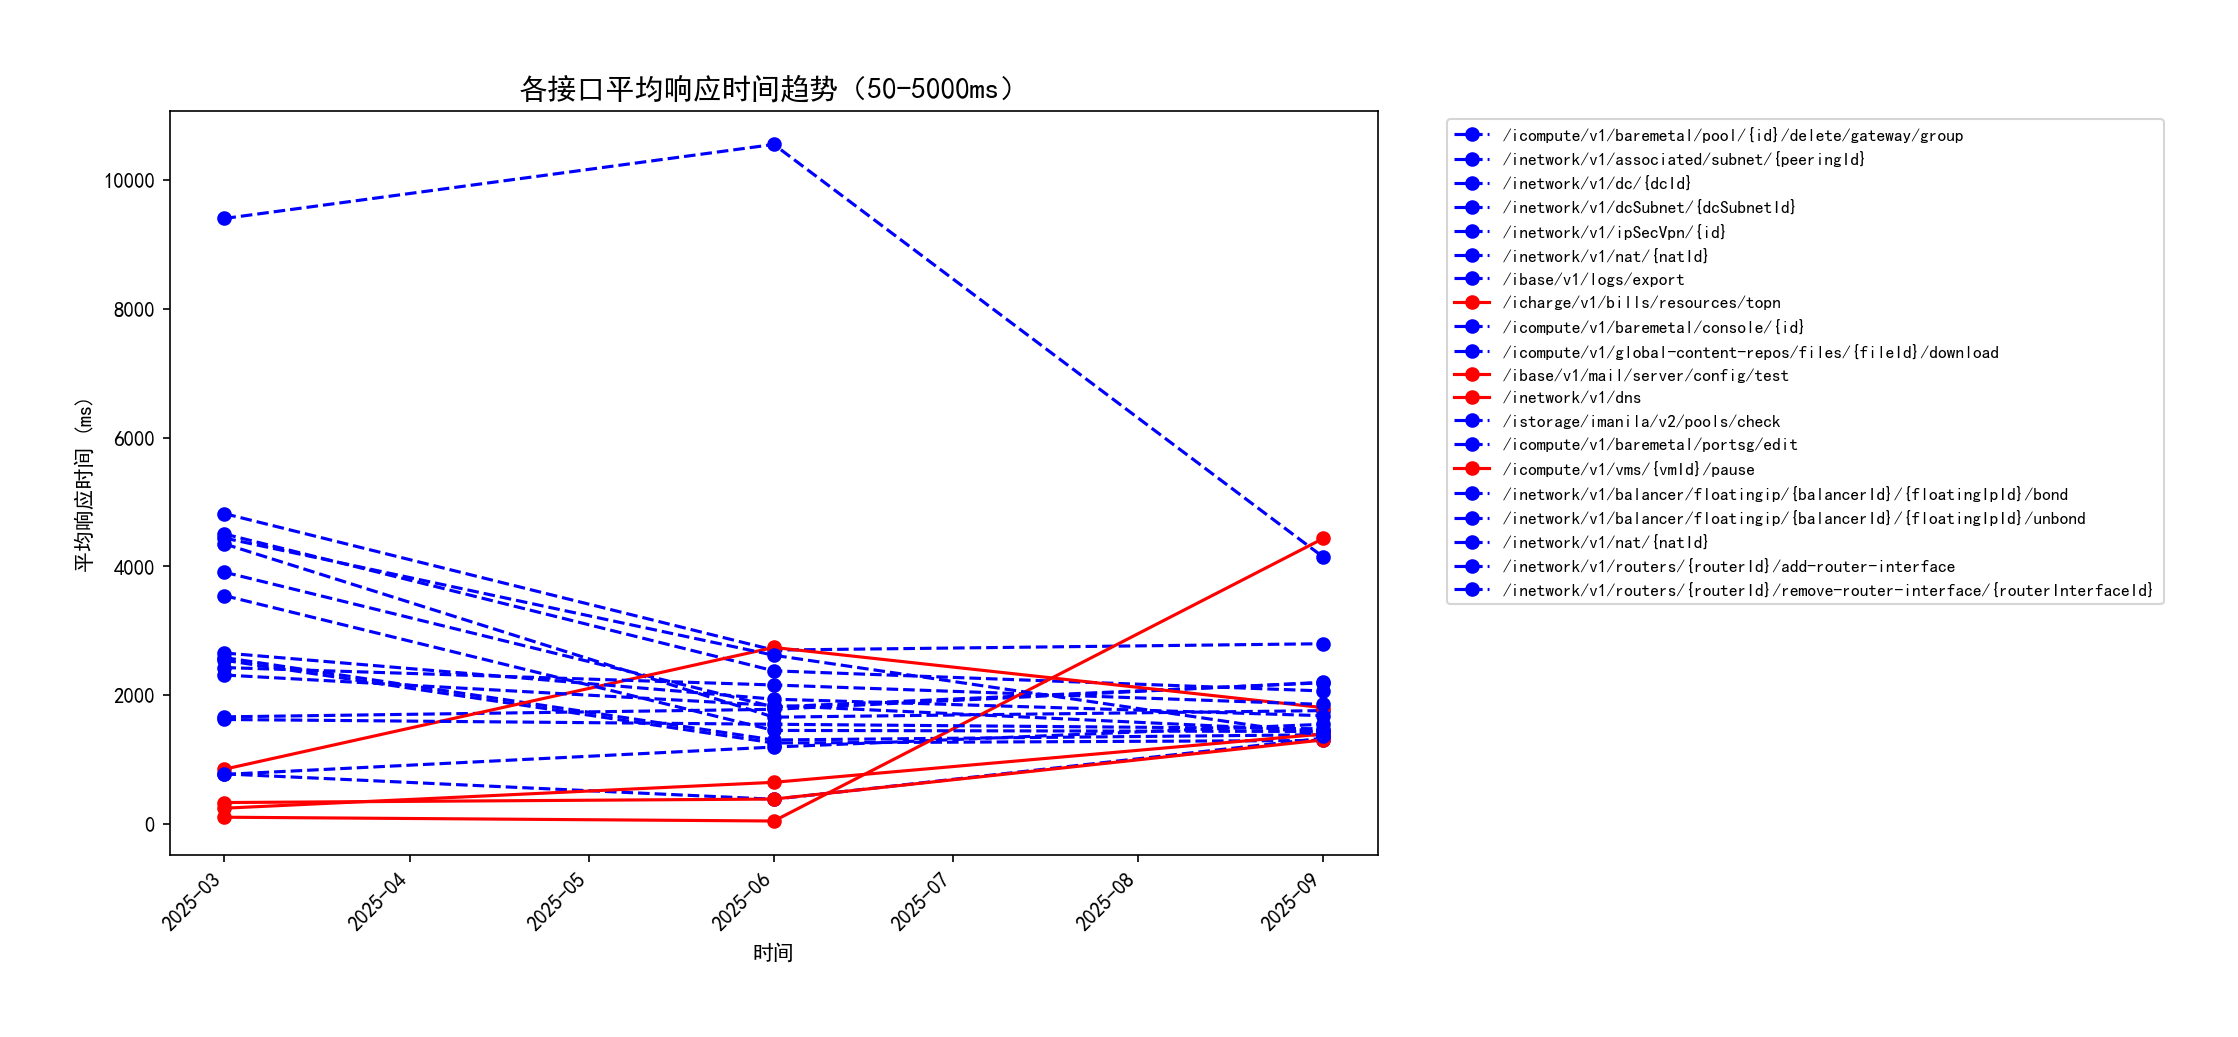 各接口平均响应时间趋势（50-5000ms）
平均响应时间 (ms)
10000
8000
6000
4000
2000
0
2025-03
2025-04
2025-05
2025-06
2025-07
2025-08
2025-09
时间
/icompute/v1/baremetal/pool/{id}/delete/gateway/group
/inetwork/v1/associated/subnet/{peeringId}
/inetwork/v1/dc/{dcId}
/inetwork/v1/dcSubnet/{dcSubnetId}
/inetwork/v1/ipSecVpn/{id}
/inetwork/v1/nat/{natId}
/ibase/v1/logs/export
/icharge/v1/bills/resources/topn
/icompute/v1/baremetal/console/{id}
/icompute/v1/global-content-repos/files/{fileId}/download
/ibase/v1/mail/server/config/test
/inetwork/v1/dns
/istorage/imanila/v2/pools/check
/icompute/v1/baremetal/portsg/edit
/icompute/v1/vms/{vmId}/pause
/inetwork/v1/balancer/floatingip/{balancerId}/{floatingIpId}/bond
/inetwork/v1/balancer/floatingip/{balancerId}/{floatingIpId}/unbond
/inetwork/v1/nat/{natId}
/inetwork/v1/routers/{routerId}/add-router-interface
/inetwork/v1/routers/{routerId}/remove-router-interface/{routerInterfaceId}